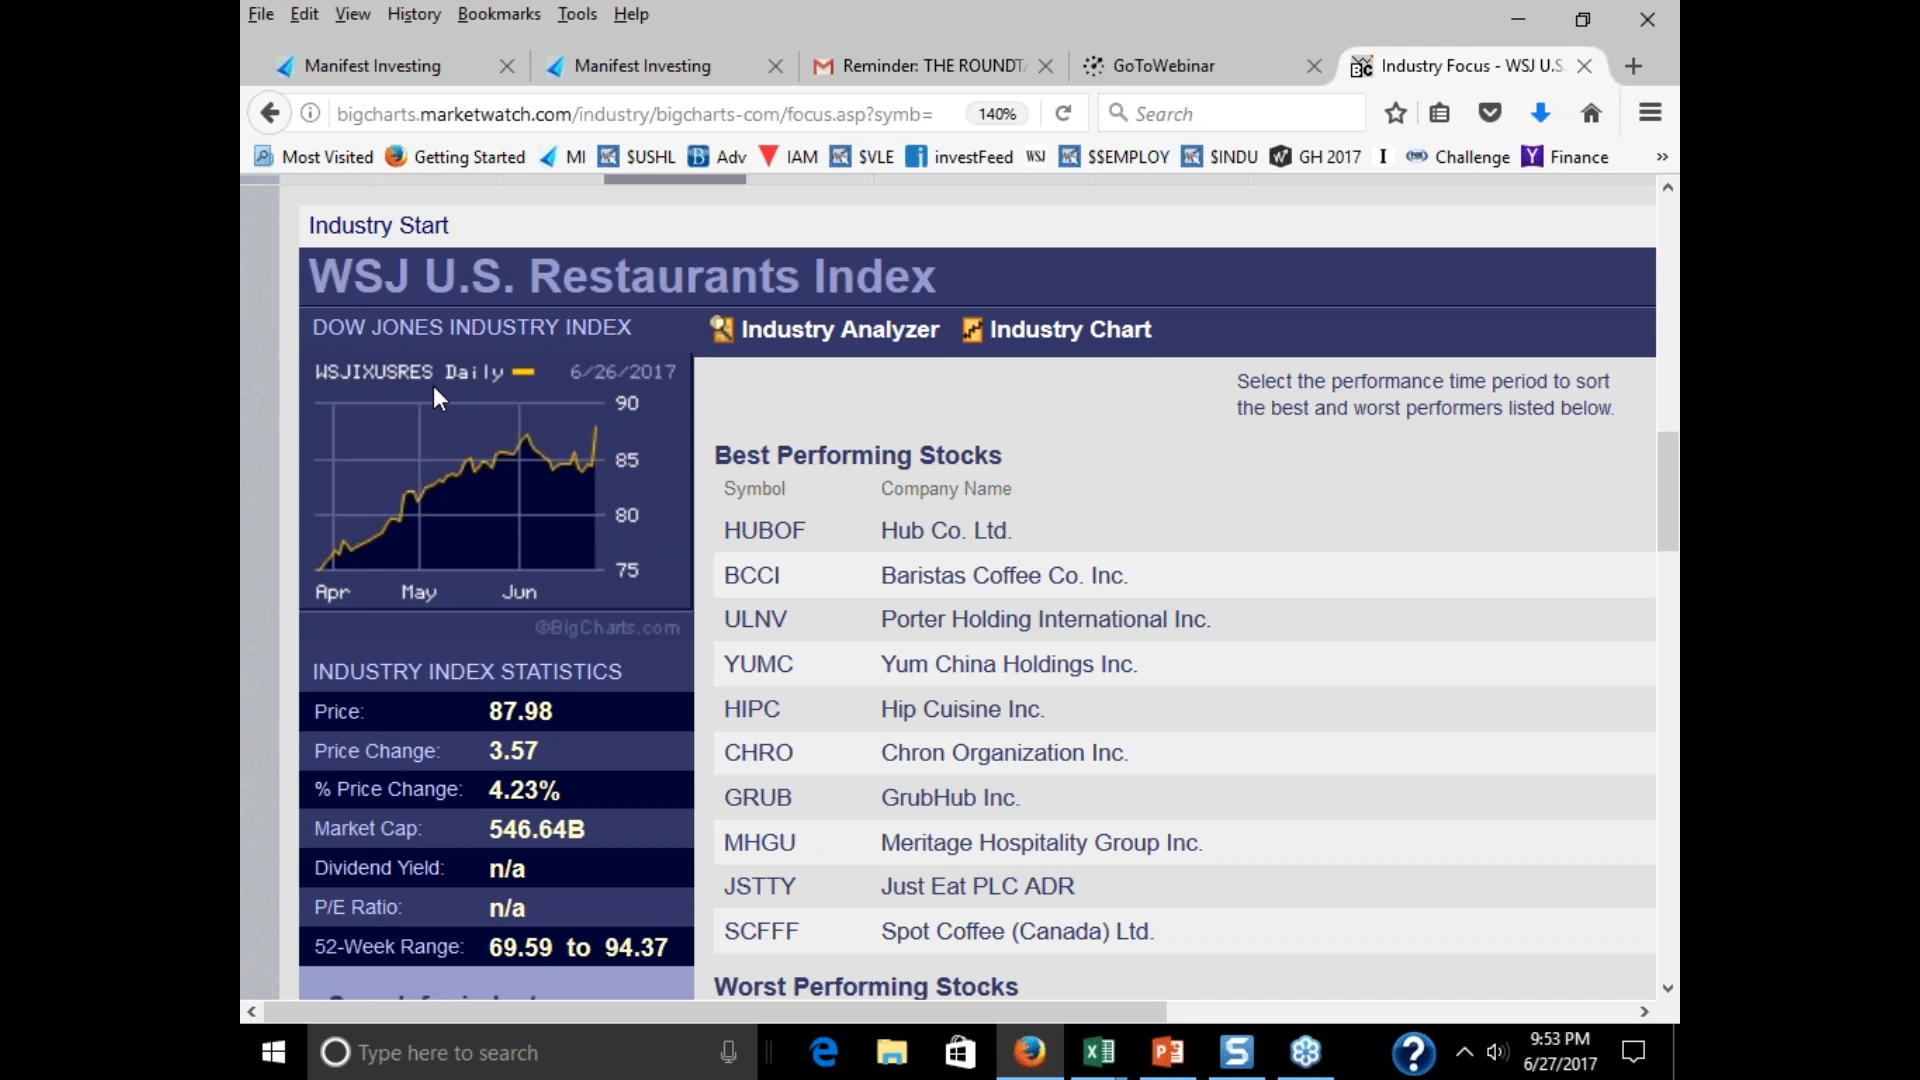 File Edit View History Bookmarks Tools Help
Manifest Investing
Manifest Investing
Reminder: THE ROUNDT
GoToWebinar
Industry Focus - WSJ U.S.
bigcharts.marketwatch.com/industry/bigcharts-com/focus.asp?symb=
140%
Search
Most Visited Getting Started MI $USHL Adv IAM $VLE investFeed WSJ $$EMPLOY $INDU GH 2017 I Challenge Finance »
Industry Start
WSJ U.S. Restaurants Index
DOW JONES INDUSTRY INDEX
Industry Analyzer Industry Chart
WSJIXUSRES Daily 6/26/2017
90
85
80
75
Apr May Jun
©BigCharts.com
INDUSTRY INDEX STATISTICS
Price: 87.98
Price Change: 3.57
% Price Change: 4.23%
Market Cap: 546.64B
Dividend Yield: n/a
P/E Ratio: n/a
52-Week Range: 69.59 to 94.37
Select the performance time period to sort
the best and worst performers listed below.
Best Performing Stocks
Symbol Company Name
HUBOF Hub Co. Ltd.
BCCI Baristas Coffee Co. Inc.
ULNV Porter Holding International Inc.
YUMC Yum China Holdings Inc.
HIPC Hip Cuisine Inc.
CHRO Chron Organization Inc.
GRUB GrubHub Inc.
MHGU Meritage Hospitality Group Inc.
JSTTY Just Eat PLC ADR
SCFFF Spot Coffee (Canada) Ltd.
Worst Performing Stocks
Type here to search
9:53 PM
6/27/2017